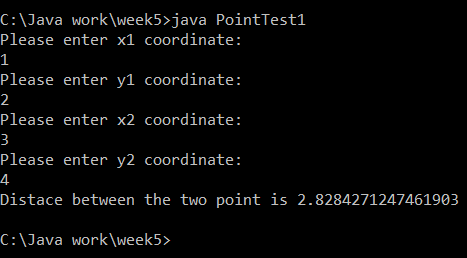 C:\Java work\week5>java PointTest1
Please enter x1 coordinate:
1
Please enter y1 coordinate:
2
Please enter x2 coordinate:
3
Please enter y2 coordinate:
4
Distace between the two point is 2.8284271247461903
C:\Java work\week5>